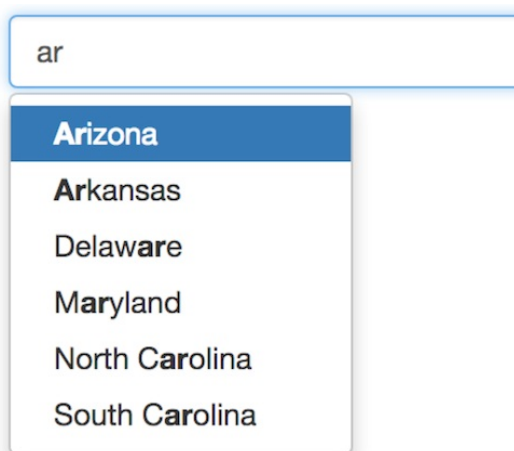 ar
Arizona
Arkansas
Delaware
Maryland
North Carolina
South Carolina